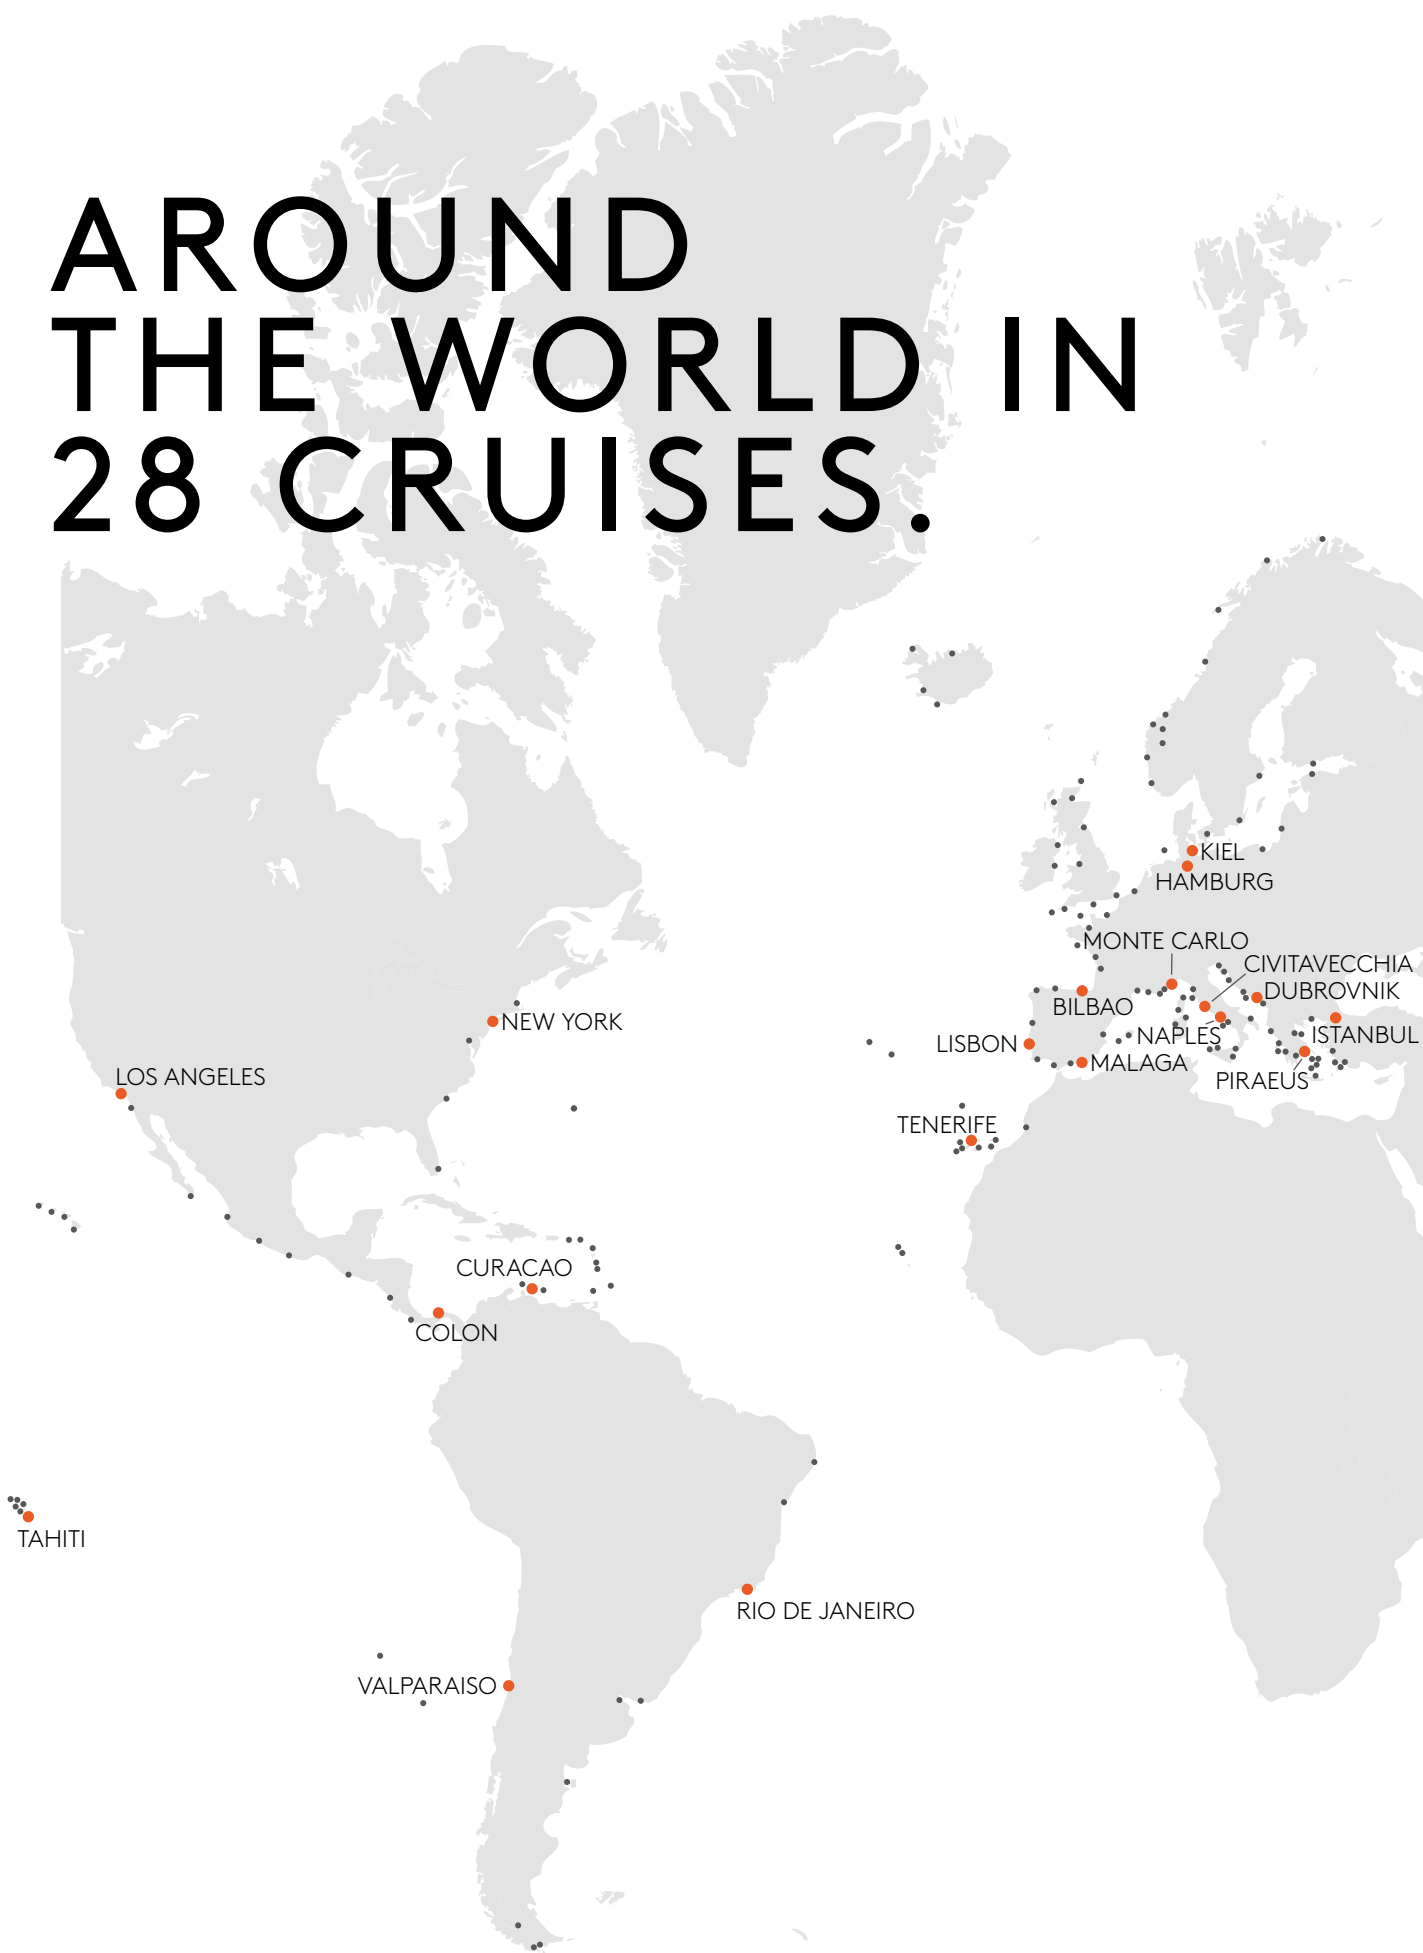 AROUND
THE WORLD IN
28 CRUISES.
KIEL
HAMBURG
MONTE CARLO
CIVITAVECCHIA
DUBROVNIK
BILBAO
NEW YORK
LISBON
NAPLES
ISTANBUL
MALAGA
LOS ANGELES
PIRAEUS
TENERIFE
CURACAO
COLON
TAHITI
RIO DE JANEIRO
VALPARAISO